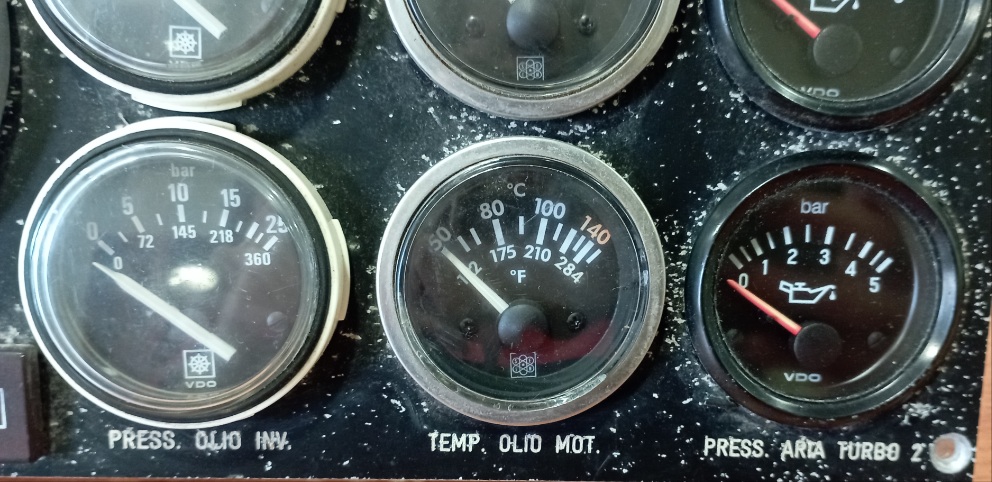 VDO
bar
0 5 10 15 25
0 72 145 218 360
VDO
PRESS. OLIO INV.
°C
50 80 100 140
175 210 284
°F
TEMP. OLIO MOT.
bar
0 1 2 3 4 5
VDO
PRESS. ARIA TURBO 2